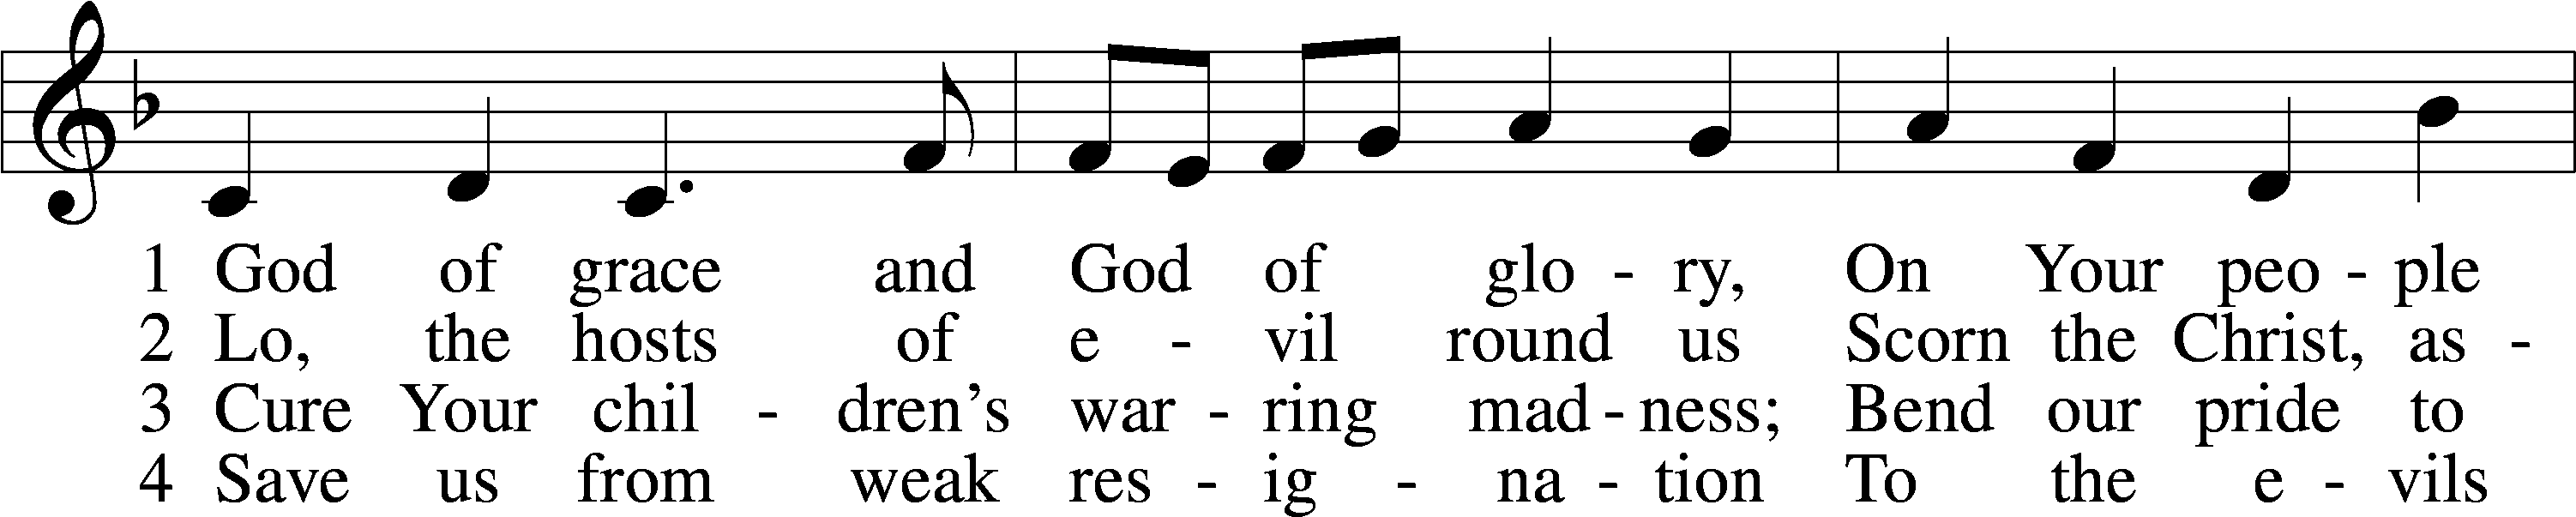 1 God of grace and God of glo - ry, On Your peo - ple
2 Lo, the hosts of e - vil round us Scorn the Christ, as -
3 Cure Your chil - dren's war - ring mad - ness; Bend our pride to
4 Save us from weak res - ig - na - tion To the e - vils